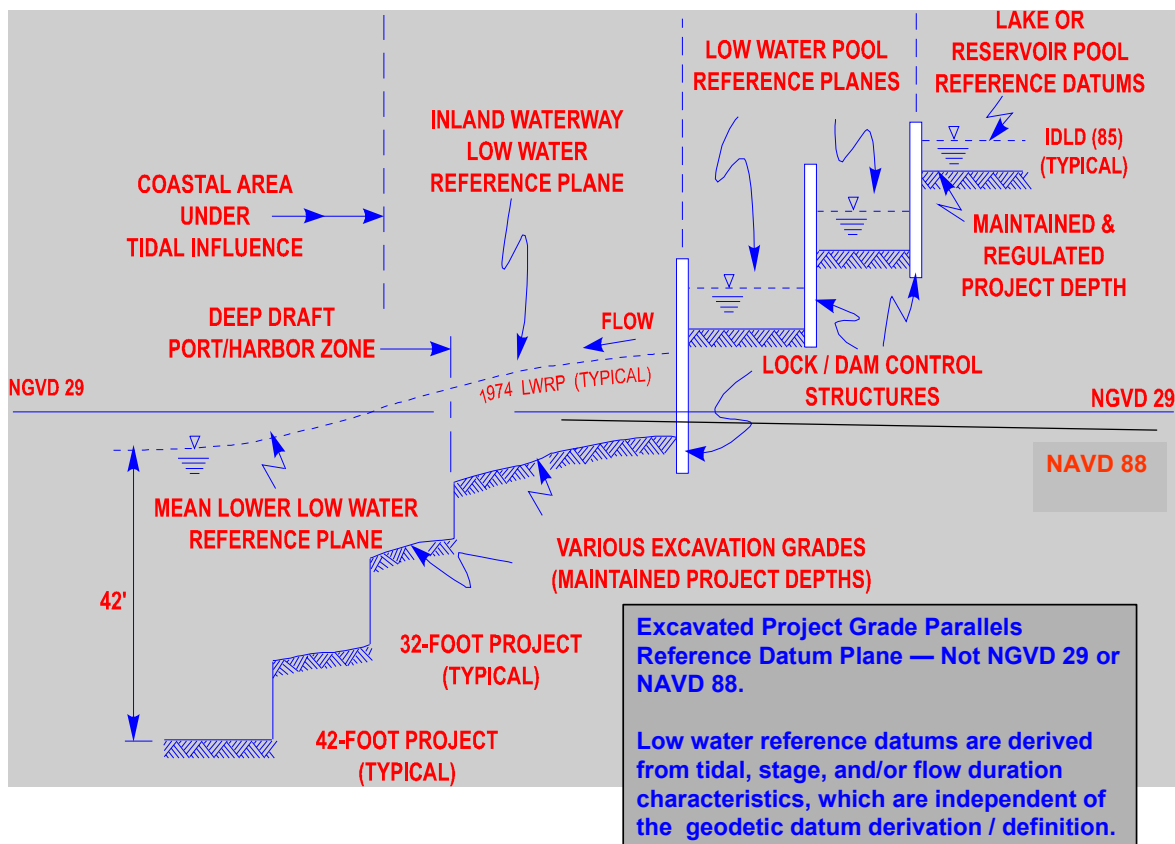 LAKE OR
RESERVOIR POOL
REFERENCE DATUMS
LOW WATER POOL
REFERENCE PLANES
INLAND WATERWAY
LOW WATER
REFERENCE PLANE
IDLD (85)
(TYPICAL)
COASTAL AREA
UNDER
TIDAL INFLUENCE
MAINTAINED &
REGULATED
PROJECT DEPTH
DEEP DRAFT
PORT/HARBOR ZONE
FLOW
1974 LWRP (TYPICAL)
LOCK / DAM CONTROL
STRUCTURES
NGVD 29
NGVD 29
NAVD 88
MEAN LOWER LOW WATER
REFERENCE PLANE
VARIOUS EXCAVATION GRADES
(MAINTAINED PROJECT DEPTHS)
42'
32-FOOT PROJECT
(TYPICAL)
42-FOOT PROJECT
(TYPICAL)
Excavated Project Grade Parallels
Reference Datum Plane — Not NGVD 29 or
NAVD 88.
Low water reference datums are derived
from tidal, stage, and/or flow duration
characteristics, which are independent of
the geodetic datum derivation / definition.